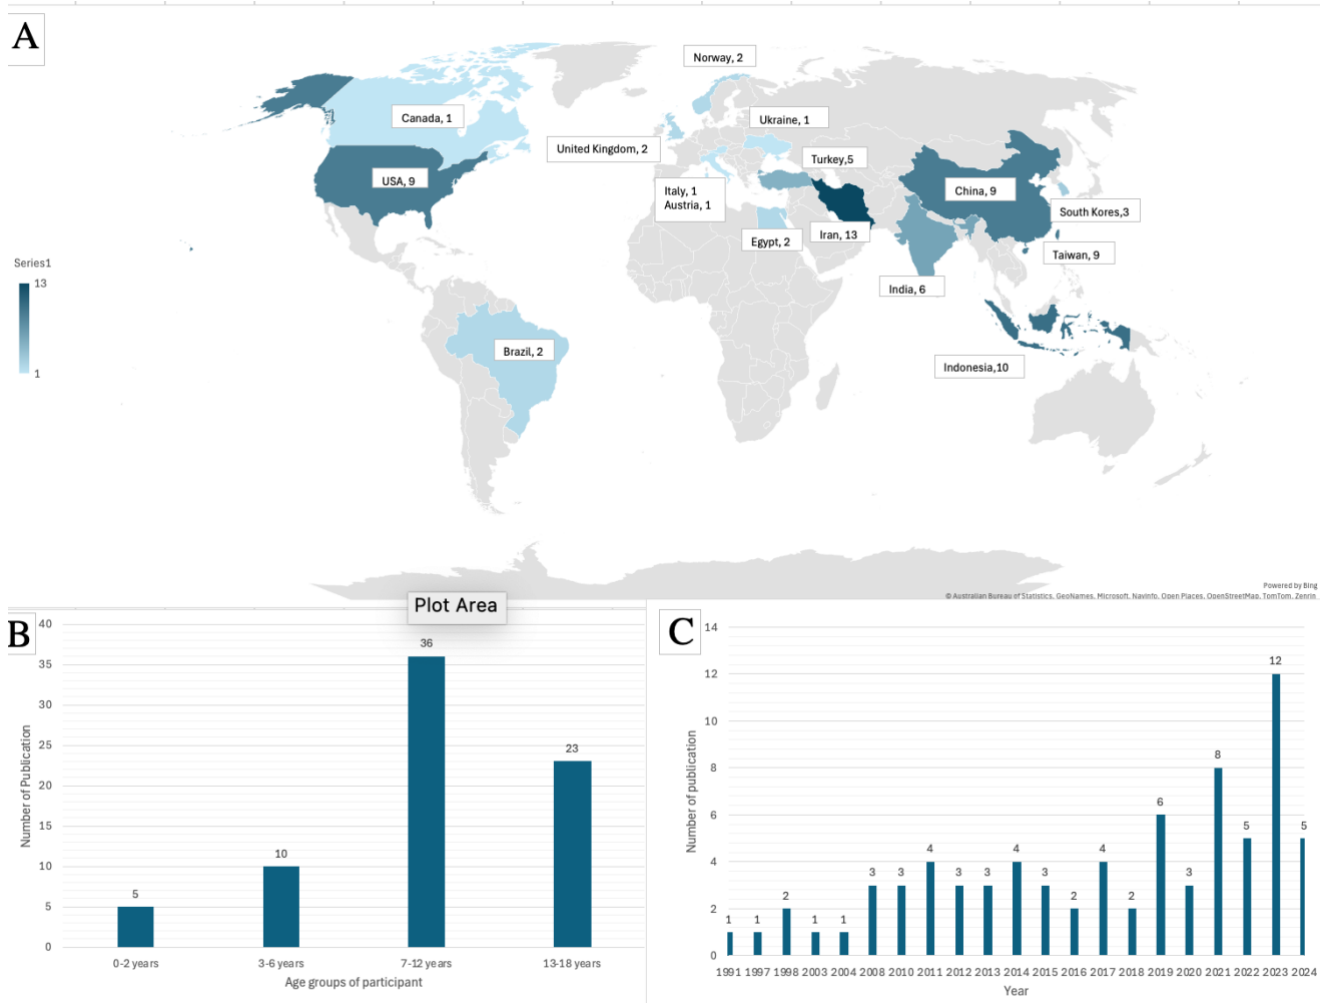 A
Norway, 2
Canada, 1
Ukraine, 1
United Kingdom, 2
Turkey,5
USA, 9
China, 9
Italy, 1
Austria, 1
South Kores,3
Iran, 13
Egypt, 2
Taiwan, 9
Series1
13
1
India, 6
Brazil, 2
Indonesia,10
Powered by Bing
© Australian Bureau of Statistics, GeoNames, Microsoft, Navinfo, Open Places, OpenStreetMap, TomTom, Zenrin
Plot Area
B
Number of Publication
40
35
30
25
20
15
10
5
0
5
10
36
23
0-2 years
3-6 years
7-12 years
13-18 years
Age groups of participant
C
Number of publication
14
12
10
8
6
4
2
0
1
1
2
1
1
3
3
4
3
3
4
3
2
4
2
6
3
8
5
12
5
1991 1997 1998 2003 2004 2008 2010 2011 2012 2013 2014 2015 2016 2017 2018 2019 2020 2021 2022 2023 2024
Year